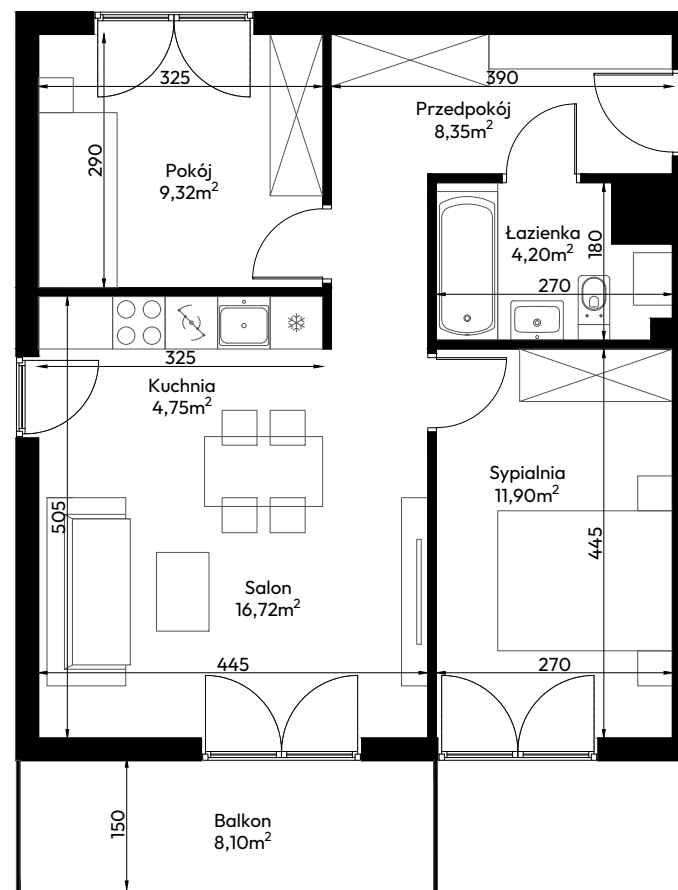 325
390
Przedpokój
8,35m²
290
Pokój
9,32m²
Łazienka
4,20m²
180
270
325
Kuchnia
4,75m²
Sypialnia
11,90m²
505
445
Salon
16,72m²
445
270
150
Balkon
8,10m²